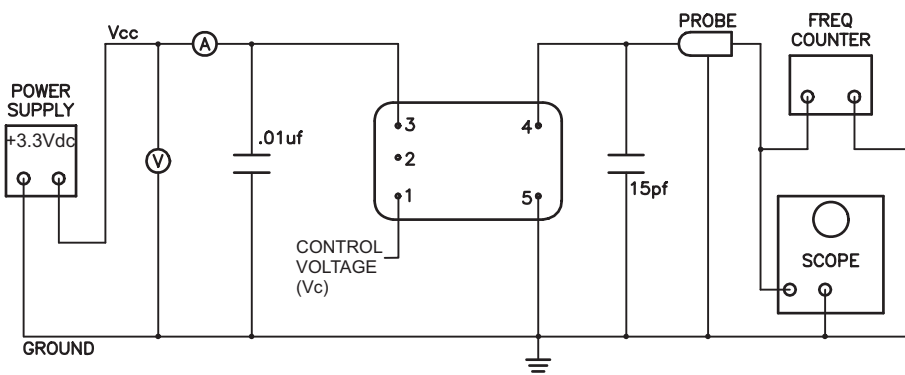 Vcc
A
PROBE
FREQ
COUNTER
POWER
SUPPLY
+3.3Vdc
V
.01uf
3
2
1
4
5
15pf
CONTROL
VOLTAGE
(Vc)
SCOPE
GROUND